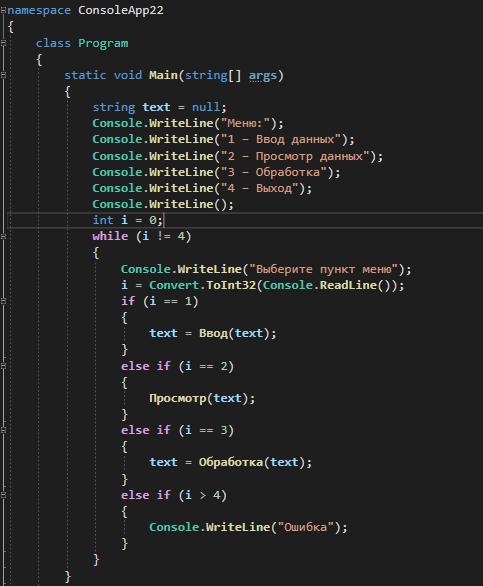 namespace ConsoleApp22
{
class Program
{
static void Main(string[] args)
{
string text = null;
Console.WriteLine("Меню:");
Console.WriteLine("1 – Ввод данных");
Console.WriteLine("2 – Просмотр данных");
Console.WriteLine("3 – Обработка");
Console.WriteLine("4 – Выход");
Console.WriteLine();
int i = 0;
while (i != 4)
{
Console.WriteLine("Выберите пункт меню");
i = Convert.ToInt32(Console.ReadLine());
if (i == 1)
{
text = Ввод(text);
}
else if (i == 2)
{
Просмотр(text);
}
else if (i == 3)
{
text = Обработка(text);
}
else if (i > 4)
{
Console.WriteLine("Ошибка");
}
}
}